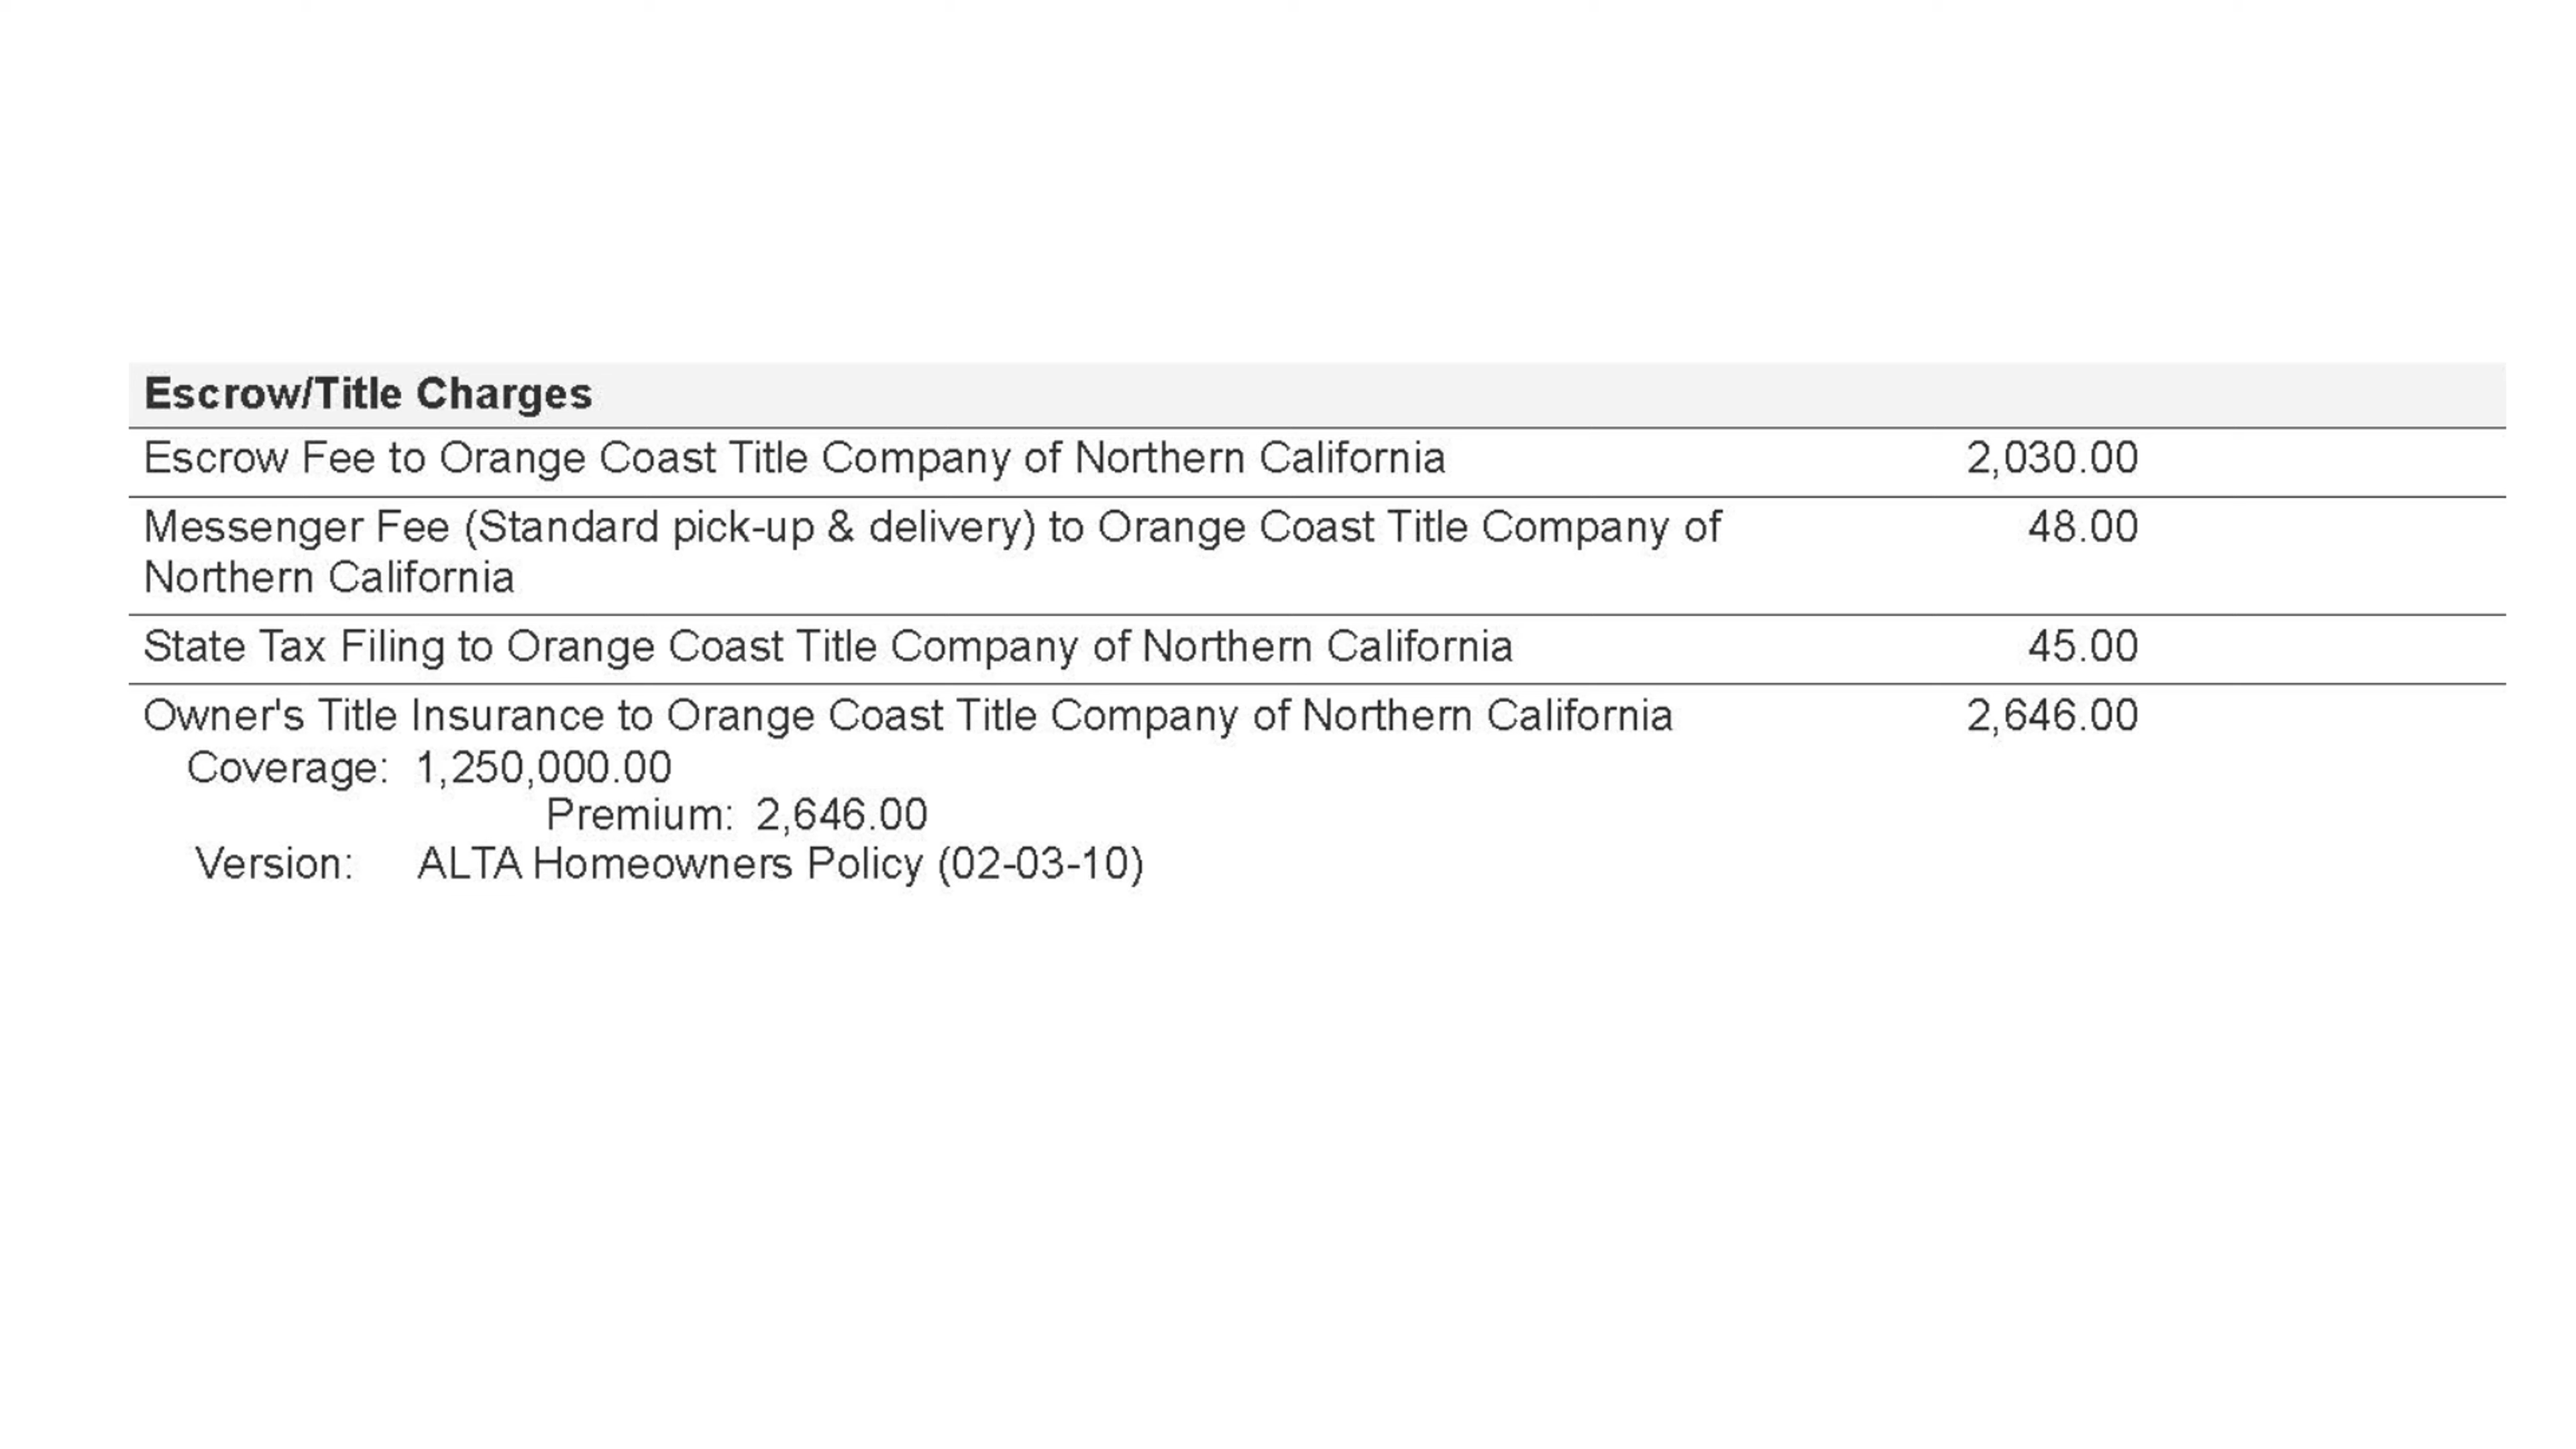 Escrow/Title Charges
Escrow Fee to Orange Coast Title Company of Northern California 2,030.00
Messenger Fee (Standard pick-up & delivery) to Orange Coast Title Company of 48.00
Northern California
State Tax Filing to Orange Coast Title Company of Northern California 45.00
Owner's Title Insurance to Orange Coast Title Company of Northern California 2,646.00
Coverage: 1,250,000.00
Premium: 2,646.00
Version: ALTA Homeowners Policy (02-03-10)